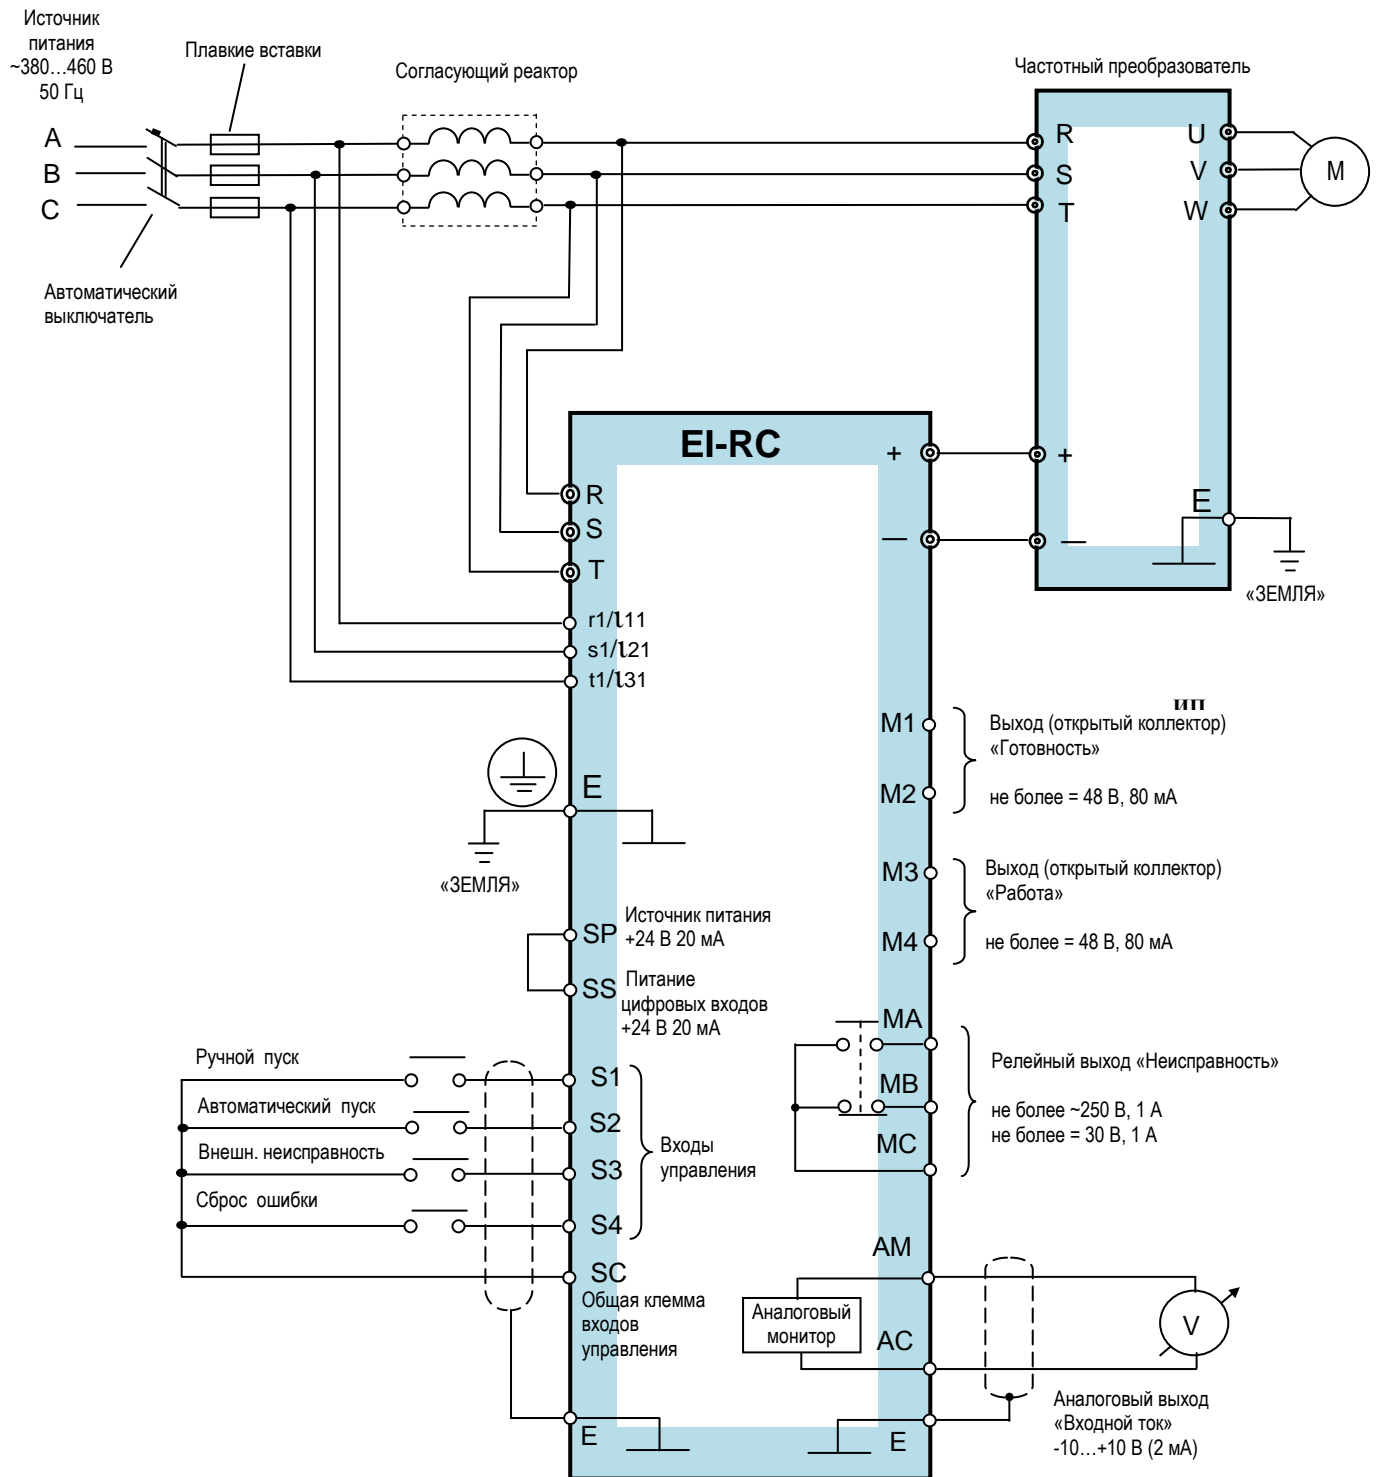 Источник
питания
~380…460 В
50 Гц
Плавкие вставки
Согласующий реактор
Частотный преобразователь
A
B
C
Автоматический
выключатель
R
S
T
U
V
W
M
+
—
E
«ЗЕМЛЯ»
EI-RC
+
—
R
S
T
r1/l11
s1/l21
t1/l31
E
«ЗЕМЛЯ»
SP
Источник питания
+24 В 20 мА
SS
Питание
цифровых входов
+24 В 20 мА
Ручной пуск
Автоматический пуск
Внешн. неисправность
Сброс ошибки
S1
S2
S3
S4
Входы
управления
SC
Общая клемма
входов
управления
E
M1
M2
ИП
Выход (открытый коллектор)
«Готовность»
не более = 48 В, 80 мА
M3
M4
Выход (открытый коллектор)
«Работа»
не более = 48 В, 80 мА
MA
MB
MC
Релейный выход «Неисправность»
не более ~250 В, 1 А
не более = 30 В, 1 А
AM
AC
Аналоговый
монитор
V
E
Аналоговый выход
«Входной ток»
-10…+10 В (2 мА)